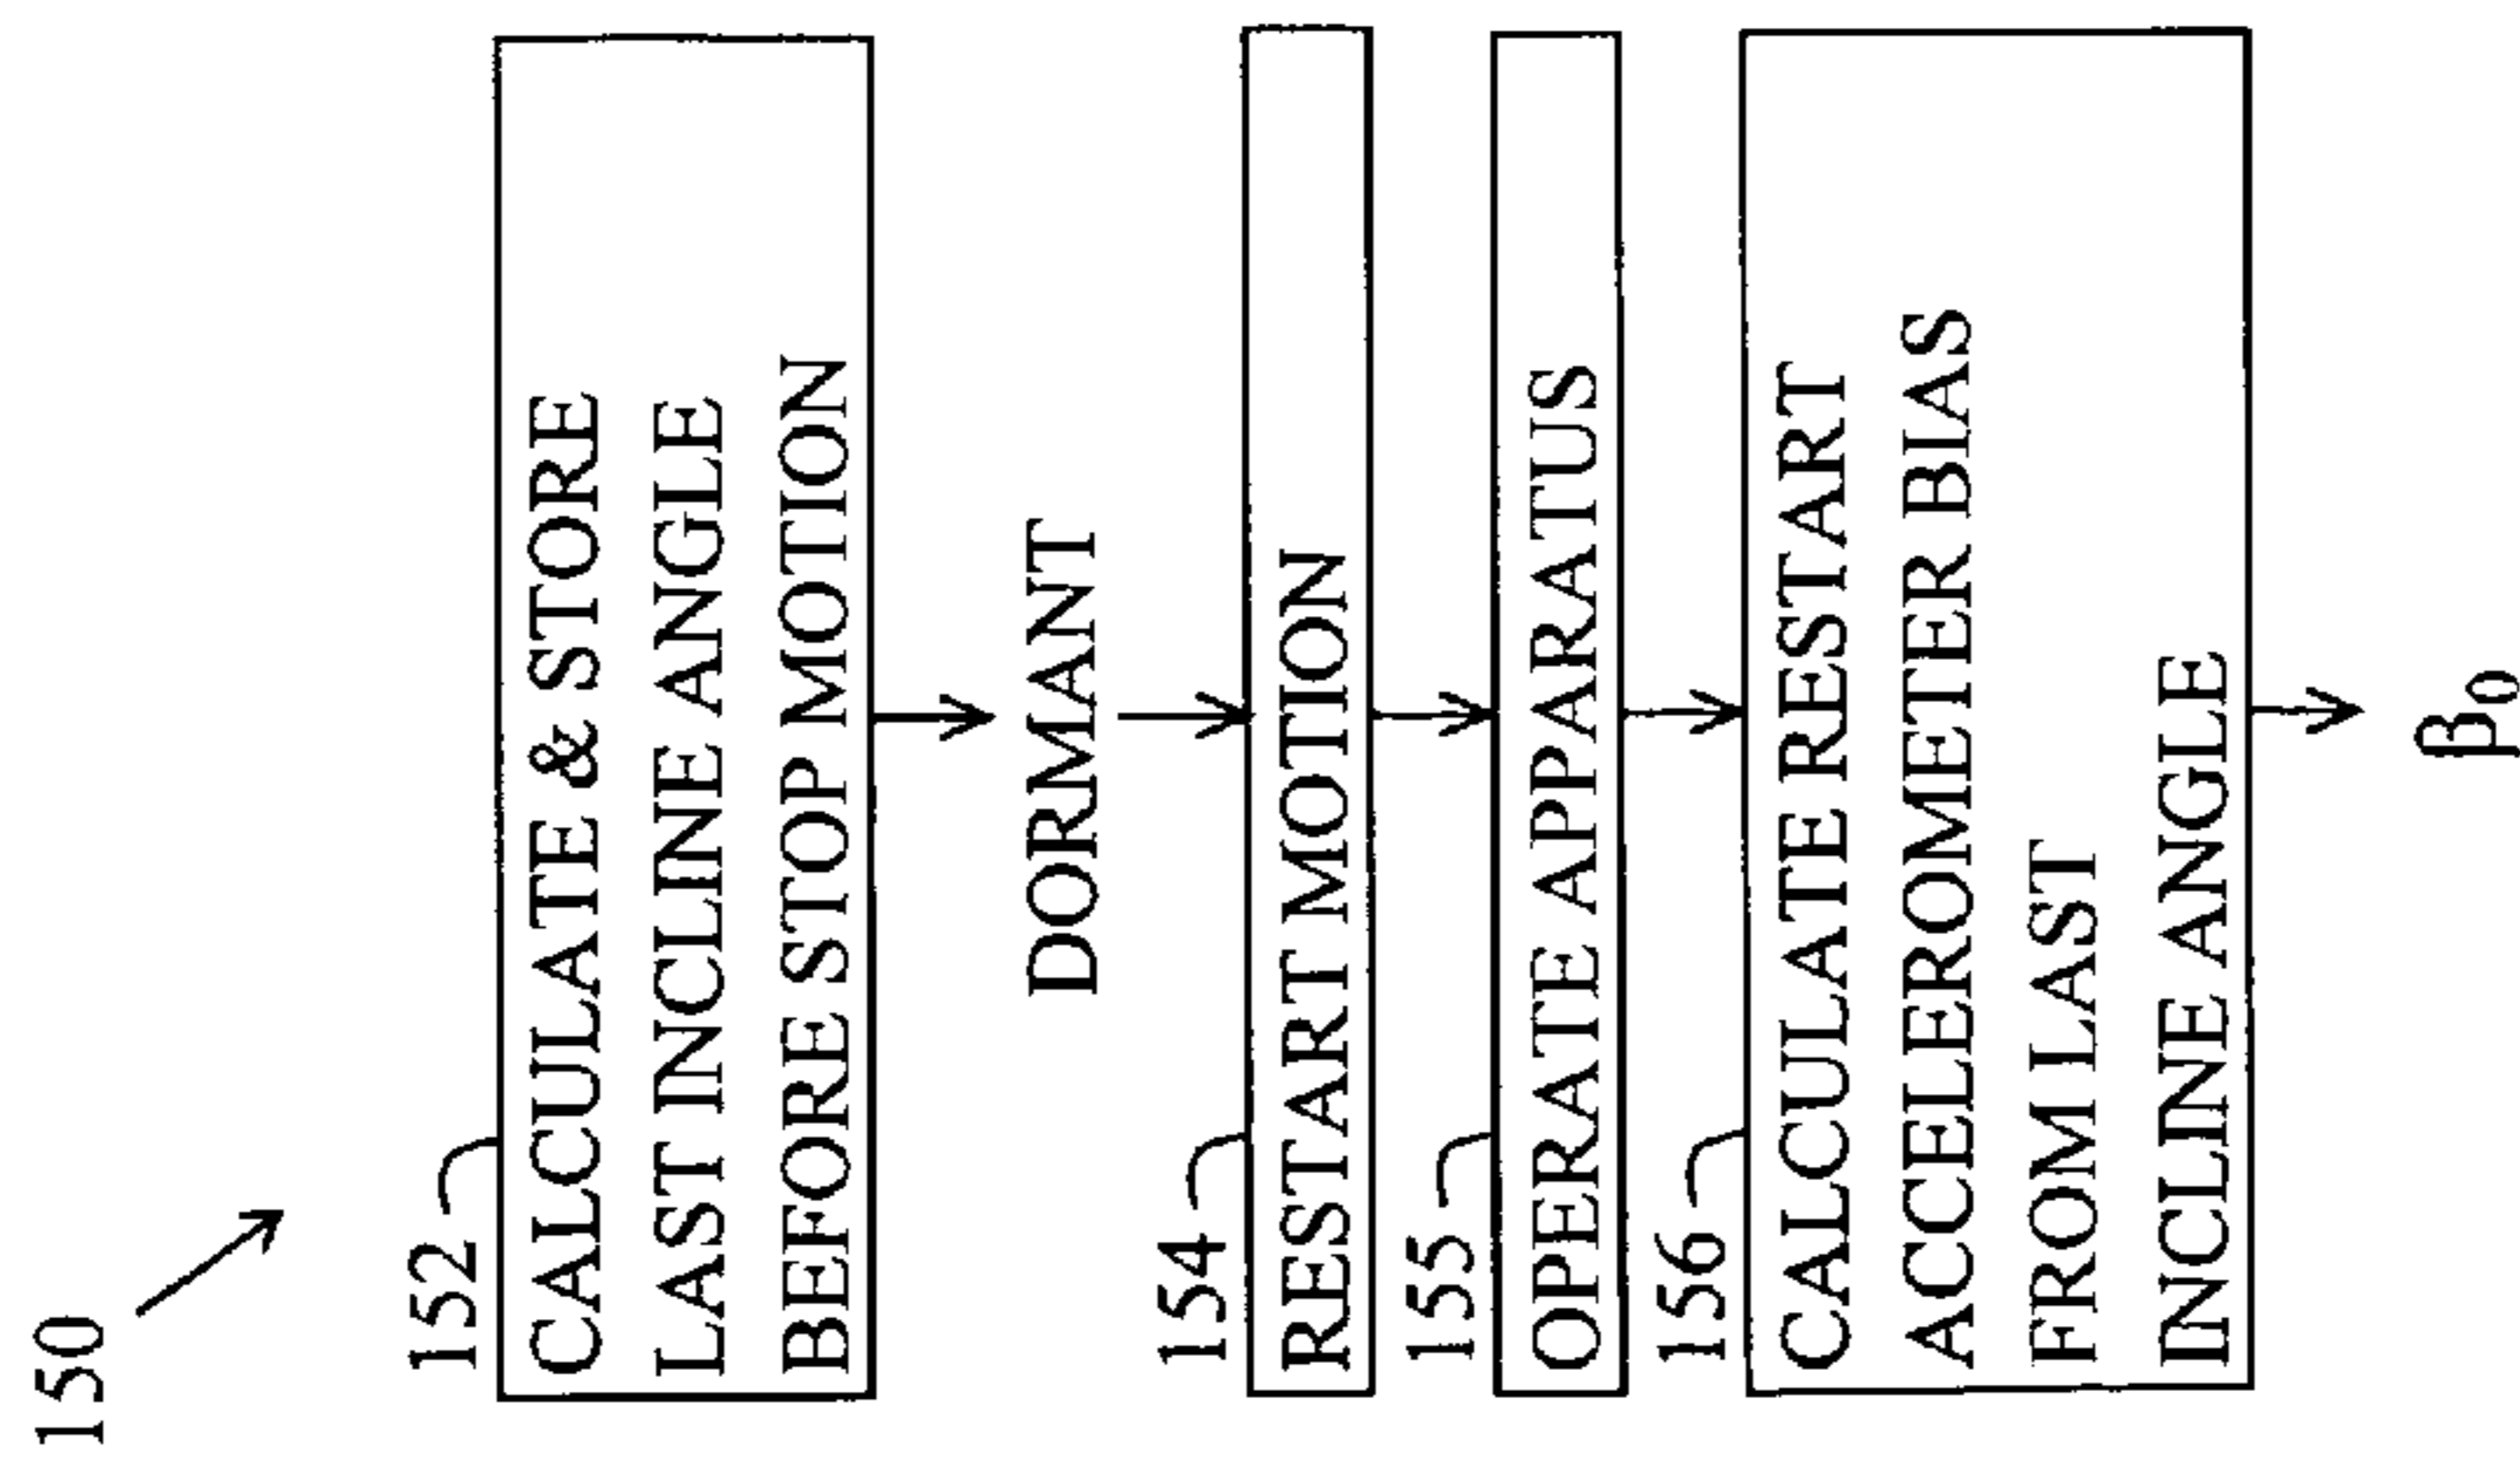 150
152
CALCULATE & STORE
LAST INCLINE ANGLE
BEFORE STOP MOTION
DORMANT
154
RESTART MOTION
155
OPERATE APPARATUS
156
CALCULATE RESTART
ACCELEROMETER BIAS
FROM LAST
INCLINE ANGLE
β₀